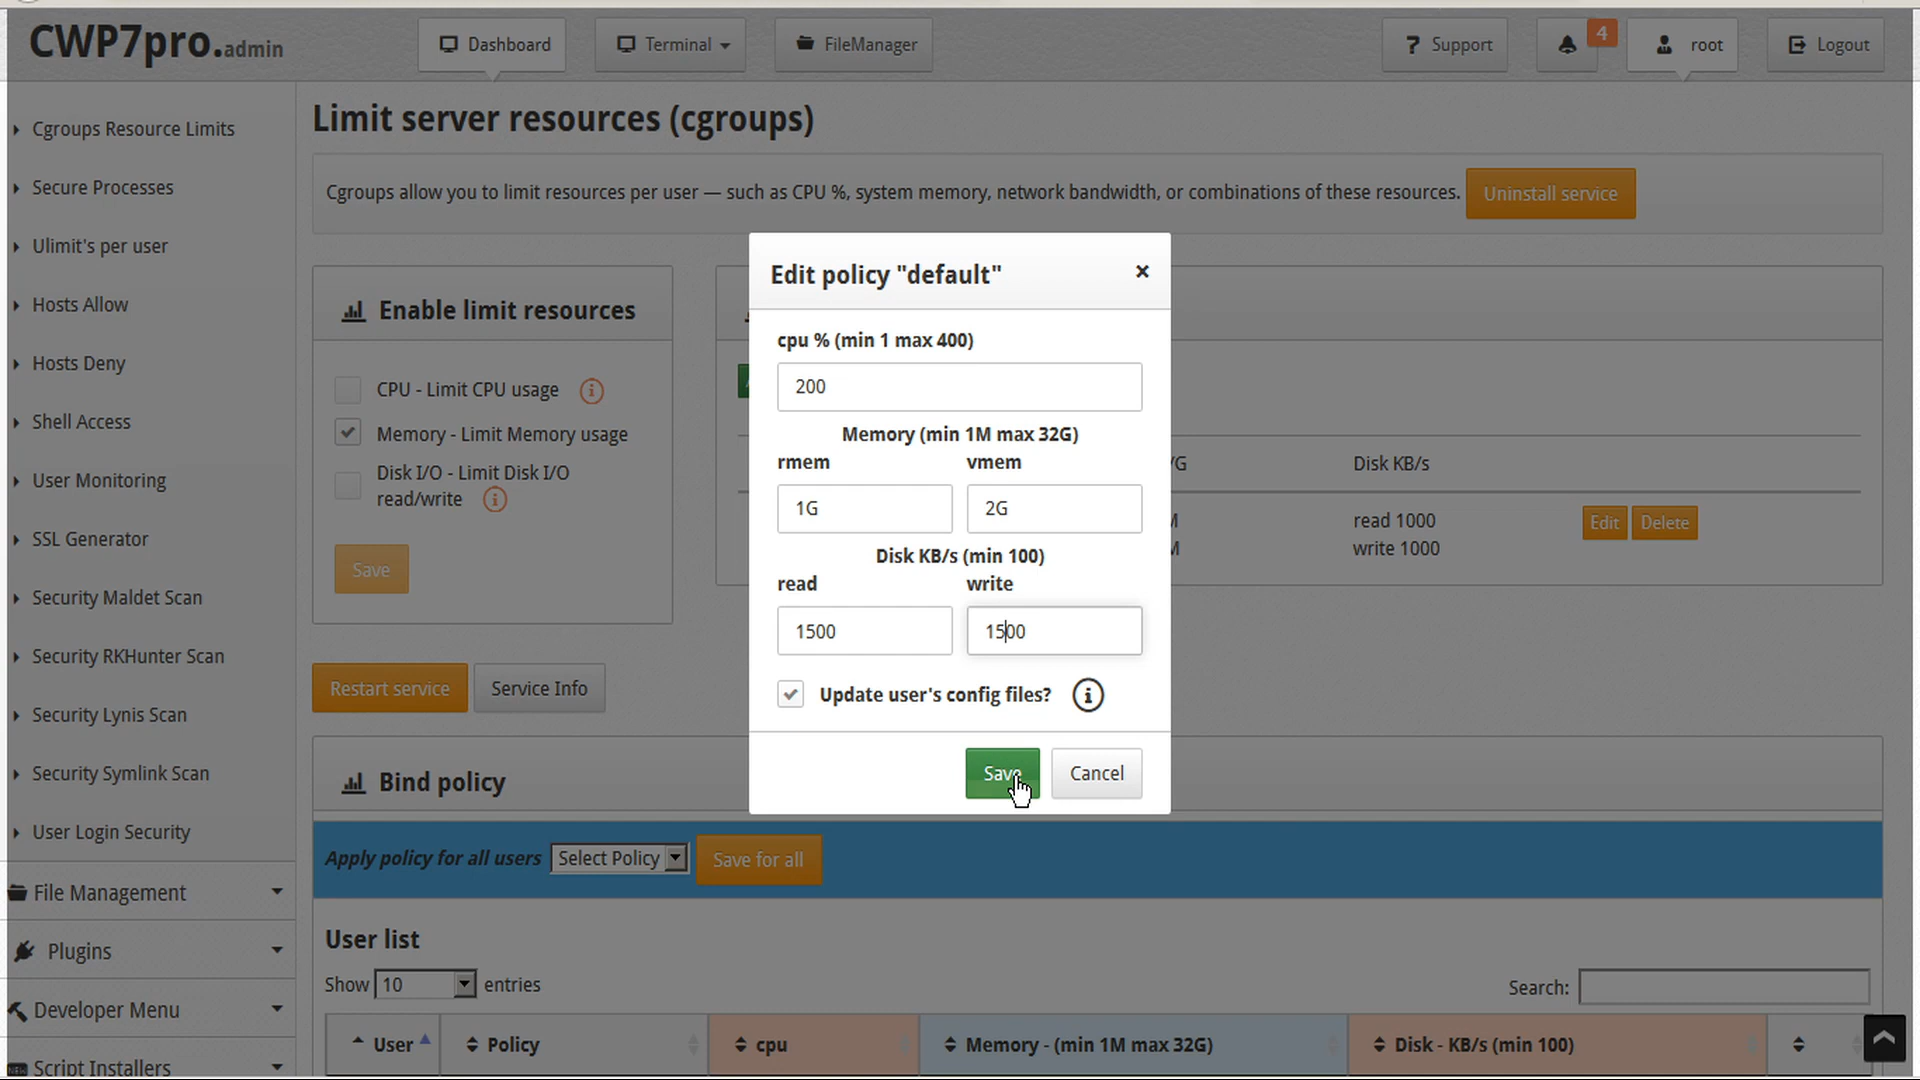 CWP7pro.admin
Dashboard
Terminal
FileManager
? Support
4
root
Logout
Cgroups Resource Limits
Secure Processes
Ulimit's per user
Hosts Allow
Hosts Deny
Shell Access
User Monitoring
SSL Generator
Security Maldet Scan
Security RKHunter Scan
Security Lynis Scan
Security Symlink Scan
User Login Security
File Management
Plugins
Developer Menu
Script Installers
Limit server resources (cgroups)
Cgroups allow you to limit resources per user — such as CPU %, system memory, network bandwidth, or combinations of these resources.
Uninstall service
Enable limit resources
CPU - Limit CPU usage
Memory - Limit Memory usage
Disk I/O - Limit Disk I/O
read/write
Save
Restart service
Service Info
/G
Disk KB/s
read 1000
write 1000
Edit
Delete
Edit policy "default"
×
cpu % (min 1 max 400)
200
Memory (min 1M max 32G)
rmem
vmem
1G
2G
Disk KB/s (min 100)
read
write
1500
1500
Update user's config files?
Save
Cancel
Bind policy
Apply policy for all users
Select Policy
Save for all
User list
Show 10 entries
Search:
User
Policy
cpu
Memory - (min 1M max 32G)
Disk - KB/s (min 100)